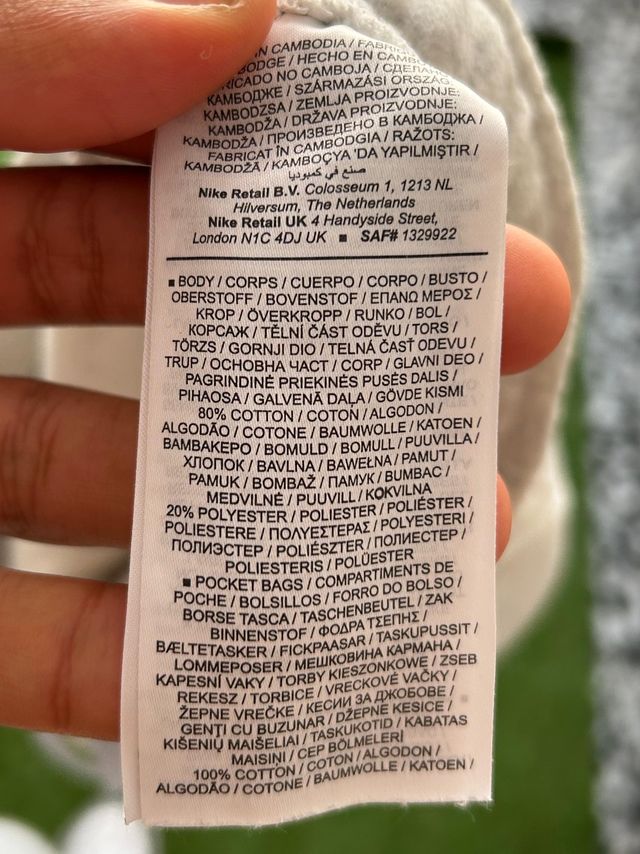 IN CAMBODIA / FABRIQ
BODGE / HECHO EN CAMB
RICADO NO CAMBOJA / СДЕЛАНО
КАМБОДЖЕ / SZÁRMAZÁSI ORSZÁG:
KAMBODZSA / ZEMLJA PROIZVODNJE:
KAMBODŽA / DRŽAVA PROIZVODNJE:
KAMBODŽA / ПРОИЗВЕДЕНО В КАМБОДЖА /
FABRICAT ÎN CAMBODGIA / RAŽOTS:
KAMBODŽĀ / KAMBOÇYA 'DA YAPILMIŞTIR /
صنع في كمبوديا
Nike Retail B.V. Colosseum 1, 1213 NL
Hilversum, The Netherlands
Nike Retail UK 4 Handyside Street,
London N1C 4DJ UK ■ SAF# 1329922
■ BODY / CORPS / CUERPO / CORPO / BUSTO /
OBERSTOFF / BOVENSTOF / ΕΠΑΝΩ ΜΕΡΟΣ /
KROP / ÖVERKROPP / RUNKO / BOL /
КОРСАЖ / TĚLNÍ ČÁST ODĚVU / TORS /
TÖRZS / GORNJI DIO / TELNÁ ČASŤ ODEVU /
TRUP / ОСНОВНА ЧАСТ / CORP / GLAVNI DEO /
PAGRINDINĖ PRIEKINĖS PUSĖS DALIS /
PIHAOSA / GALVENĀ DAĻA / GÖVDE KISMI
80% COTTON / COTON / ALGODON /
ALGODÃO / COTONE / BAUMWOLLE / KATOEN /
ΒΑΜΒΑΚΕΡΟ / BOMULD / BOMULL / PUUVILLA /
ХЛОПОК / BAVLNA / BAWEŁNA / PAMUT /
PAMUK / BOMBAŽ / ПАМУК / BUMBAC /
MEDVILNĖ / PUUVILL / KOKVILNA
20% POLYESTER / POLIESTER / POLIÉSTER /
POLIESTERE / ΠΟΛΥΕΣΤΕΡΑΣ / POLYESTERI /
ПОЛИЭСТЕР / POLIÉSZTER / ПОЛИЕСТЕР /
POLIESTERIS / POLÜESTER
■ POCKET BAGS / COMPARTIMENTS DE
POCHE / BOLSILLOS / FORRO DO BOLSO /
BORSE TASCA / TASCHENBEUTEL / ZAK
BINNENSTOF / ΦΟΔΡΑ ΤΣΕΠΗΣ /
BÆLTETASKER / FICKPAASAR / TASKUPUSSIT /
LOMMEPOSER / МЕШКОВИНА КАРМАНА /
KAPESNÍ VAKY / TORBY KIESZONKOWE / ZSEB
REKESZ / TORBICE / VRECKOVÉ VAČKY /
ŽEPNE VREČKE / КЕСИИ ЗА ДЖОБОВЕ /
GENTI CU BUZUNAR / DŽEPNE KESICE /
KIŠENIŲ MAIŠELIAI / TASKUKOTID / KABATAS
MAISIŅI / CEP BÖLMELERİ
100% COTTON / COTON / ALGODON /
ALGODÃO / COTONE / BAUMWOLLE / KATOEN /